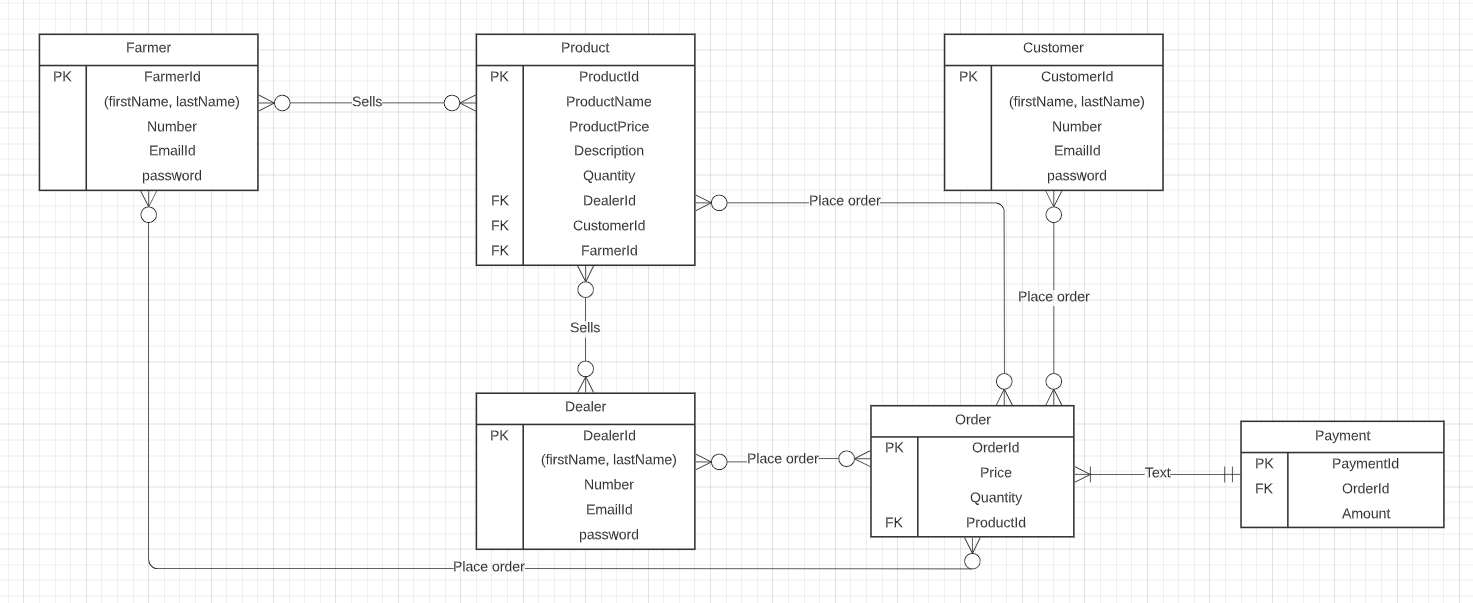 Farmer
PK FarmerId
(firstName, lastName)
Number
EmailId
password
Sells
Product
PK ProductId
ProductName
ProductPrice
Description
Quantity
FK DealerId
FK CustomerId
FK FarmerId
Customer
PK CustomerId
(firstName, lastName)
Number
EmailId
password
Place order
Place order
Sells
Dealer
PK DealerId
(firstName, lastName)
Number
EmailId
password
Place order
Order
PK OrderId
Price
Quantity
FK ProductId
Text
Payment
PK PaymentId
FK OrderId
Amount
Place order